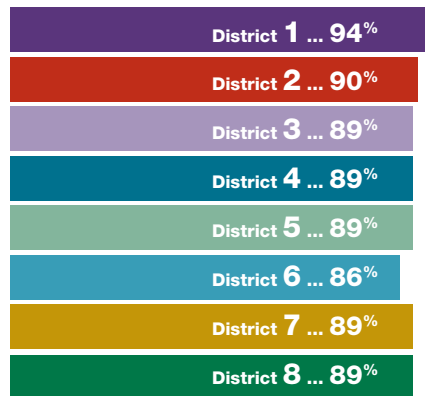 District 1 ... 94%
District 2 ... 90%
District 3 ... 89%
District 4 ... 89%
District 5 ... 89%
District 6 ... 86%
District 7 ... 89%
District 8 ... 89%